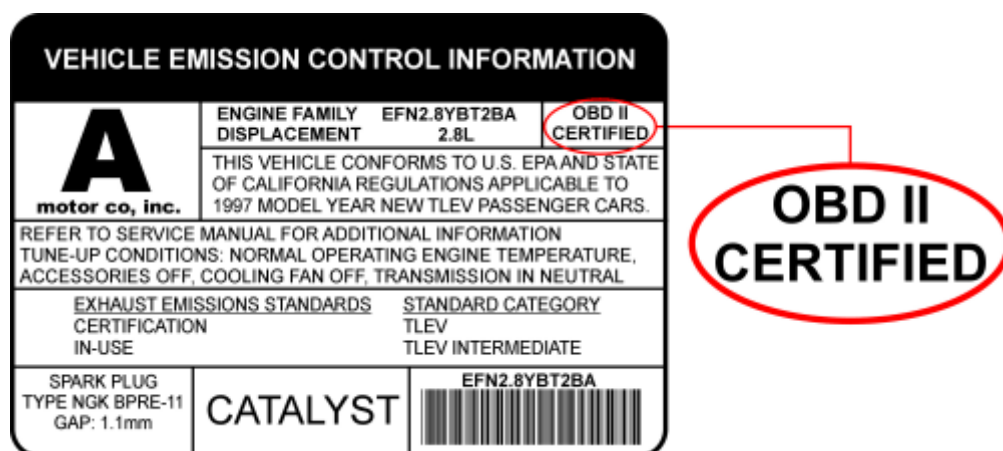 VEHICLE EMISSION CONTROL INFORMATION
A
motor co, inc.
ENGINE FAMILY EFN2.8YBT2BA
DISPLACEMENT 2.8L
OBD II
CERTIFIED
THIS VEHICLE CONFORMS TO U.S. EPA AND STATE
OF CALIFORNIA REGULATIONS APPLICABLE TO
1997 MODEL YEAR NEW TLEV PASSENGER CARS.
REFER TO SERVICE MANUAL FOR ADDITIONAL INFORMATION
TUNE-UP CONDITIONS: NORMAL OPERATING ENGINE TEMPERATURE,
ACCESSORIES OFF, COOLING FAN OFF, TRANSMISSION IN NEUTRAL
EXHAUST EMISSIONS STANDARDS STANDARD CATEGORY
CERTIFICATION TLEV
IN-USE TLEV INTERMEDIATE
SPARK PLUG
TYPE NGK BPRE-11
GAP: 1.1mm
CATALYST
EFN2.8YBT2BA
OBD II
CERTIFIED